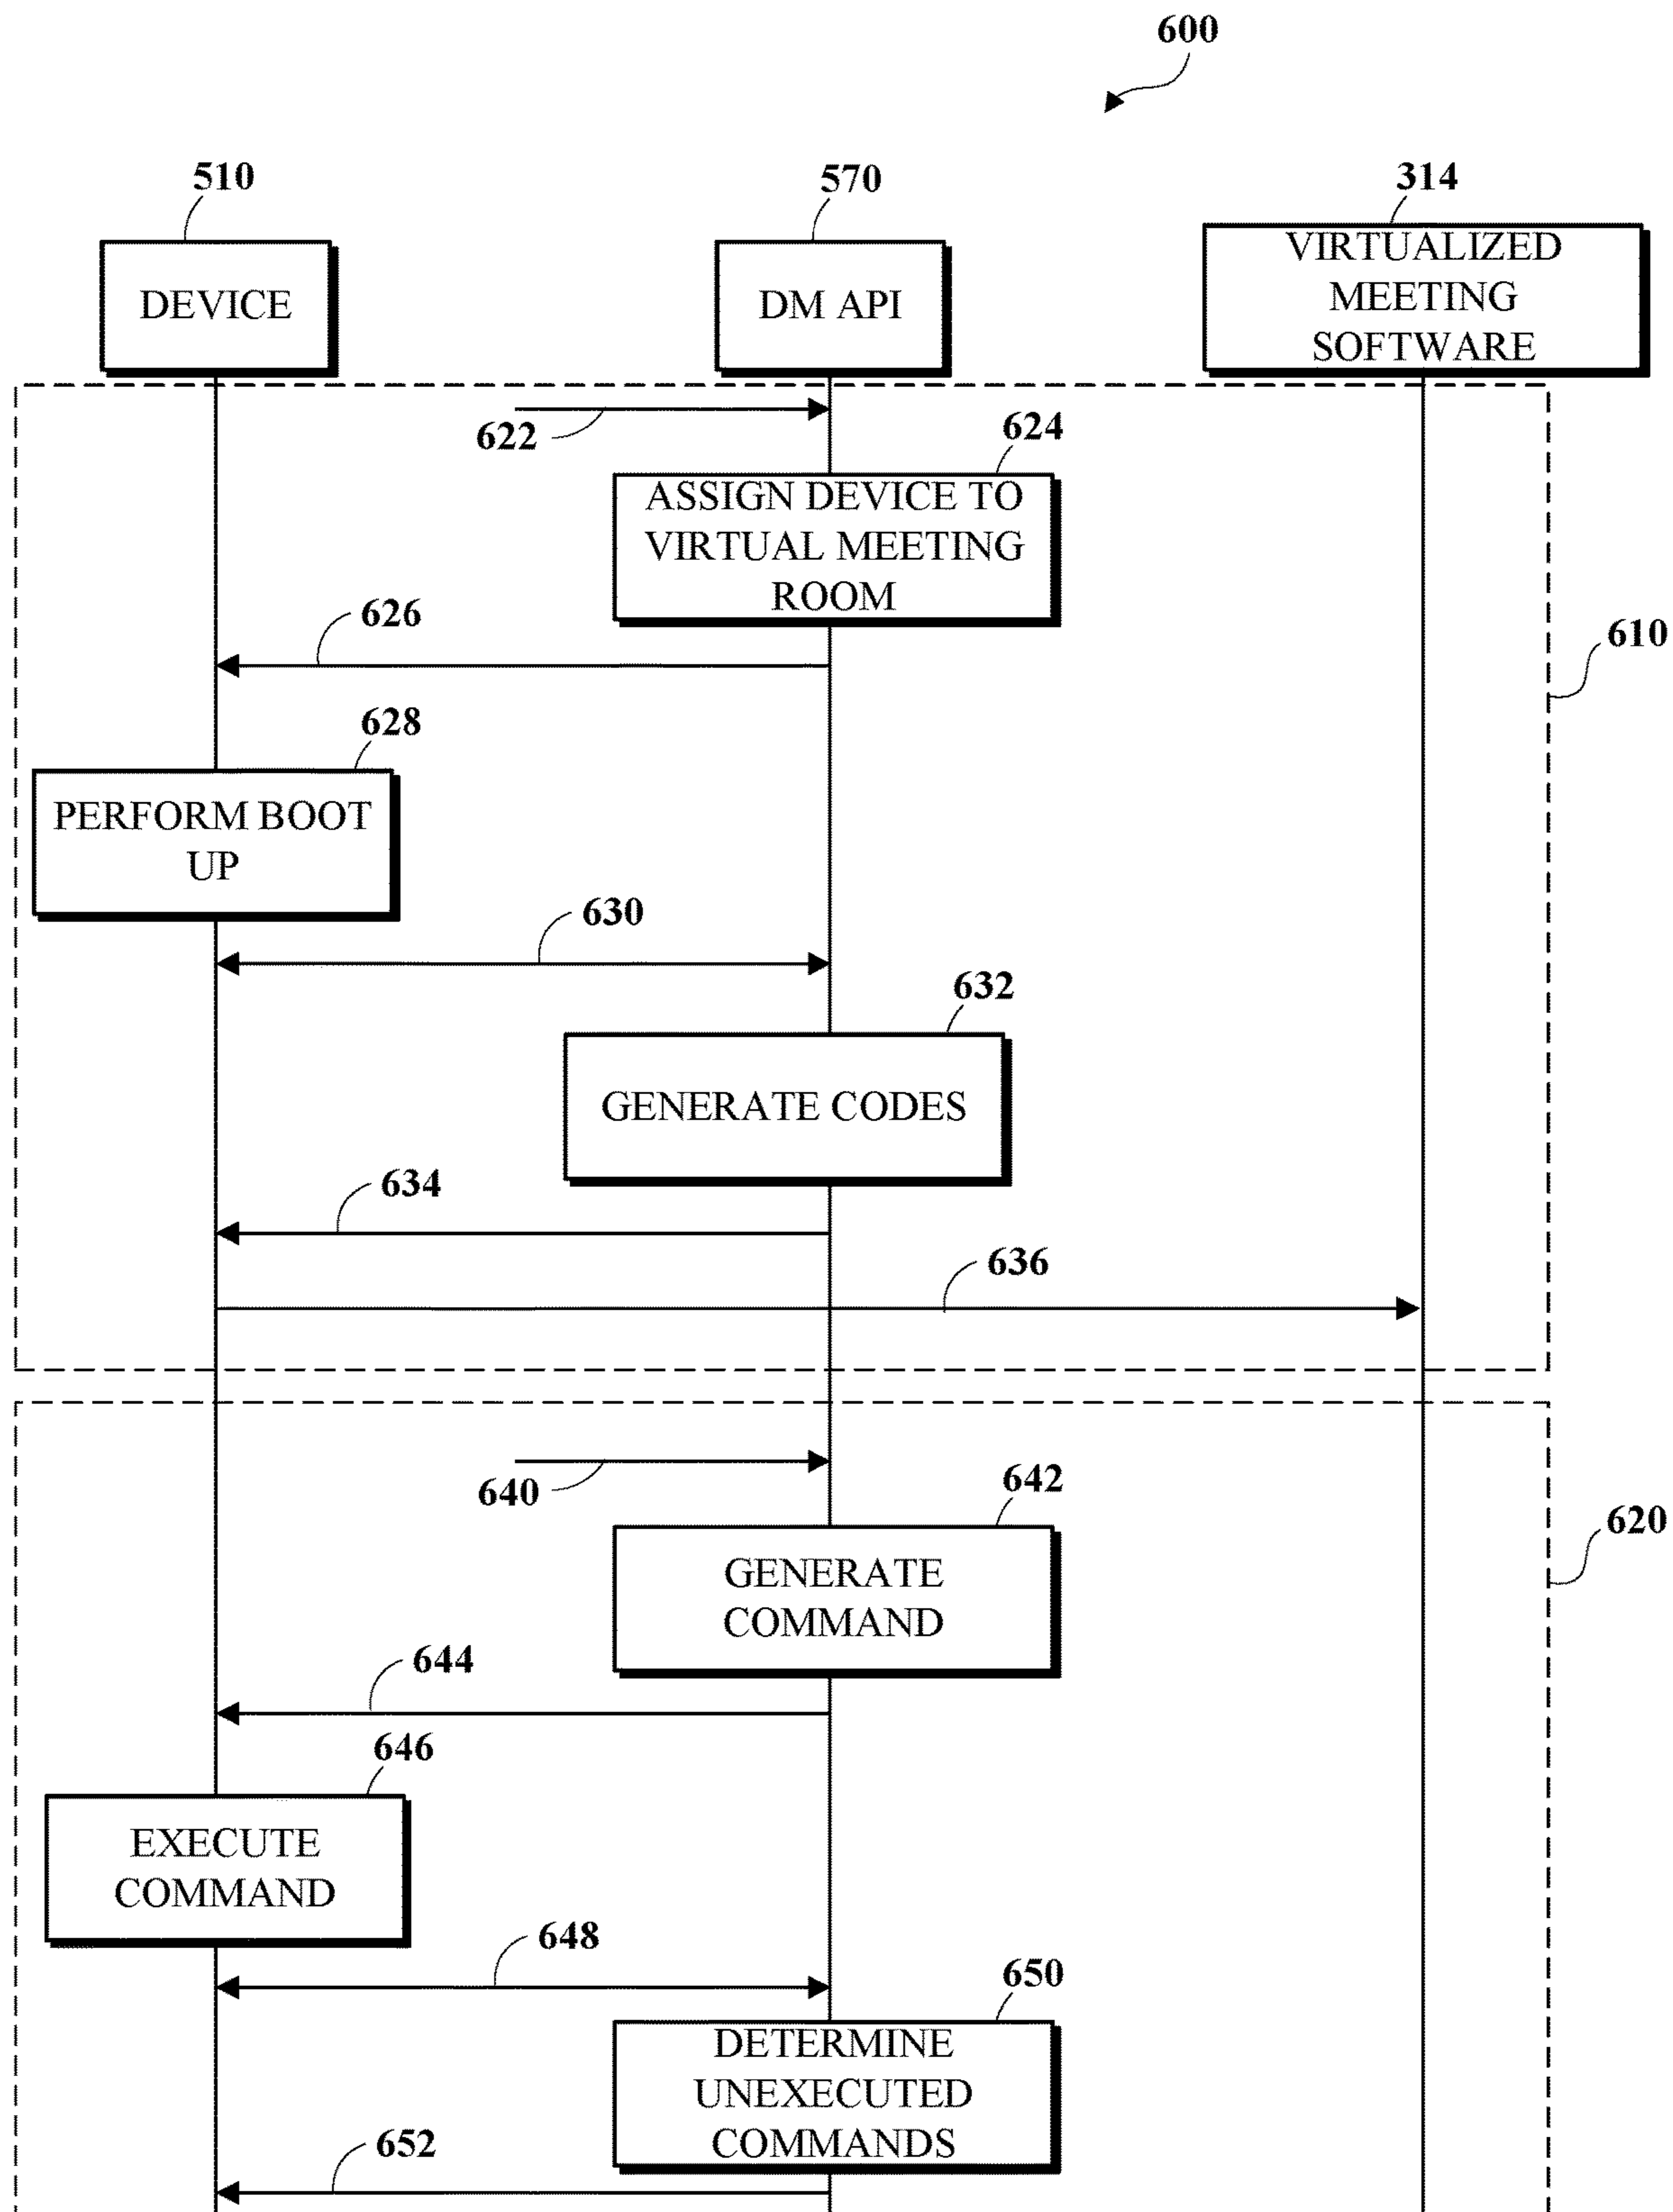 600
510
570
314
DEVICE
DM API
VIRTUALIZED
MEETING
SOFTWARE
622
624
ASSIGN DEVICE TO
VIRTUAL MEETING
ROOM
626
610
628
PERFORM BOOT
UP
630
632
GENERATE CODES
634
636
640
642
620
GENERATE
COMMAND
644
646
EXECUTE
COMMAND
648
650
DETERMINE
UNEXECUTED
COMMANDS
652